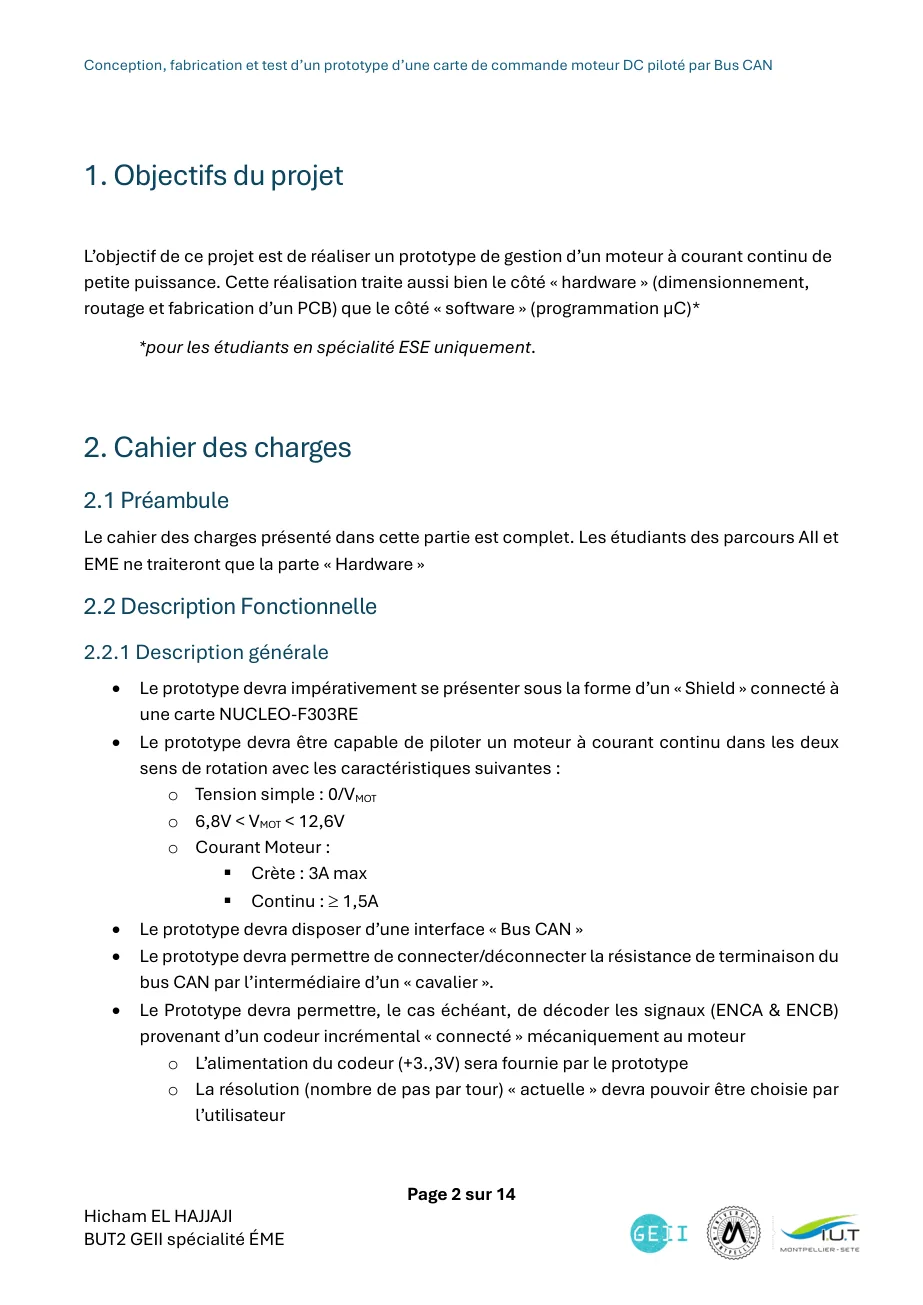 Conception, fabrication et test d’un prototype d’une carte de commande moteur DC piloté par Bus CAN
1. Objectifs du projet
L’objectif de ce projet est de réaliser un prototype de gestion d’un moteur à courant continu de
petite puissance. Cette réalisation traite aussi bien le côté « hardware » (dimensionnement,
routage et fabrication d’un PCB) que le côté « software » (programmation µC)*
*pour les étudiants en spécialité ESE uniquement.
2. Cahier des charges
2.1 Préambule
Le cahier des charges présenté dans cette partie est complet. Les étudiants des parcours AII et
EME ne traiteront que la parte « Hardware »
2.2 Description Fonctionnelle
2.2.1 Description générale
• Le prototype devra impérativement se présenter sous la forme d’un « Shield » connecté à
une carte NUCLEO-F303RE
• Le prototype devra être capable de piloter un moteur à courant continu dans les deux
sens de rotation avec les caractéristiques suivantes :
o Tension simple : 0/VMOT
o 6,8V < VMOT < 12,6V
o Courant Moteur :
▪ Crète : 3A max
▪ Continu : ≥ 1,5A
• Le prototype devra disposer d’une interface « Bus CAN »
• Le prototype devra permettre de connecter/déconnecter la résistance de terminaison du
bus CAN par l’intermédiaire d’un « cavalier ».
• Le Prototype devra permettre, le cas échéant, de décoder les signaux (ENCA & ENCB)
provenant d’un codeur incrémental « connecté » mécaniquement au moteur
o L’alimentation du codeur (+3.,3V) sera fournie par le prototype
o La résolution (nombre de pas par tour) « actuelle » devra pouvoir être choisie par
l’utilisateur
Page 2 sur 14
Hicham EL HAJJAJI
BUT2 GEII spécialité ÉME
GEII
UNIVERSITÉ
MONTPELLIER
I.U.T
MONTPELLIER-SETE